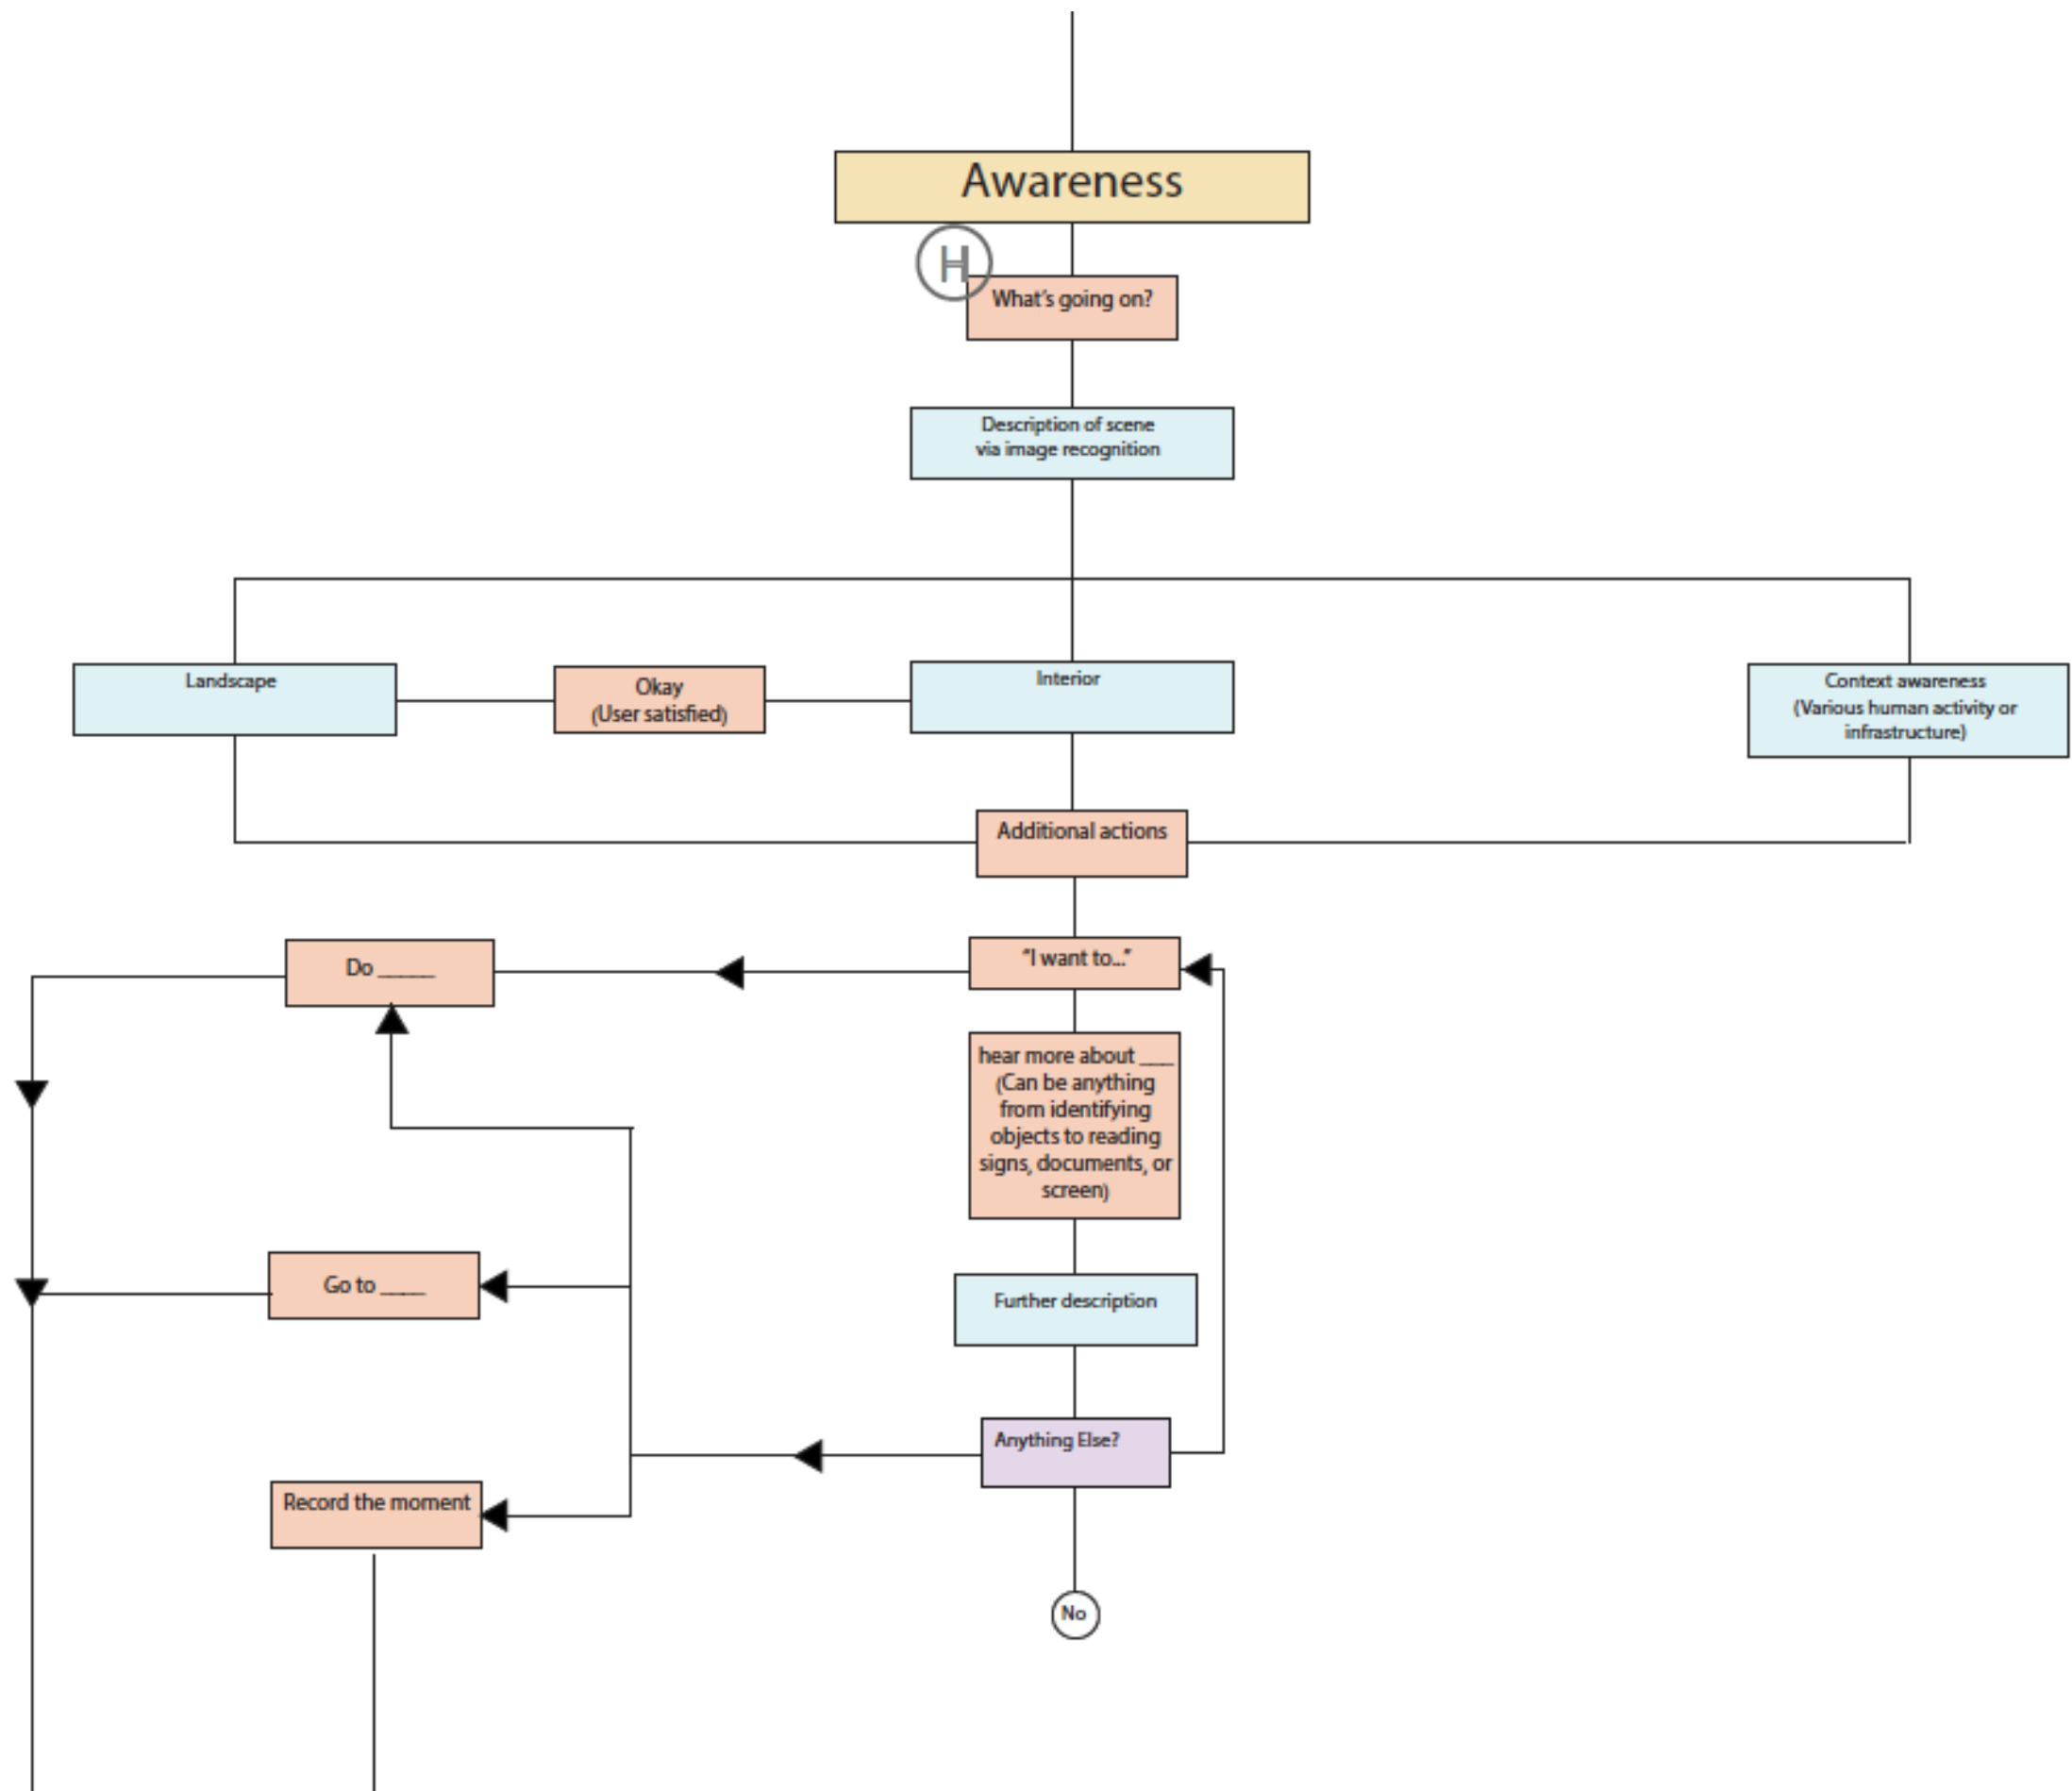 Awareness
H
What's going on?
Description of scene
via image recognition
Landscape
Okay
(User satisfied)
Interior
Context awareness
(Various human activity or
infrastructure)
Additional actions
Do _____
"I want to..."
hear more about ___
(Can be anything
from identifying
objects to reading
signs, documents, or
screen)
Go to ____
Further description
Anything Else?
Record the moment
No